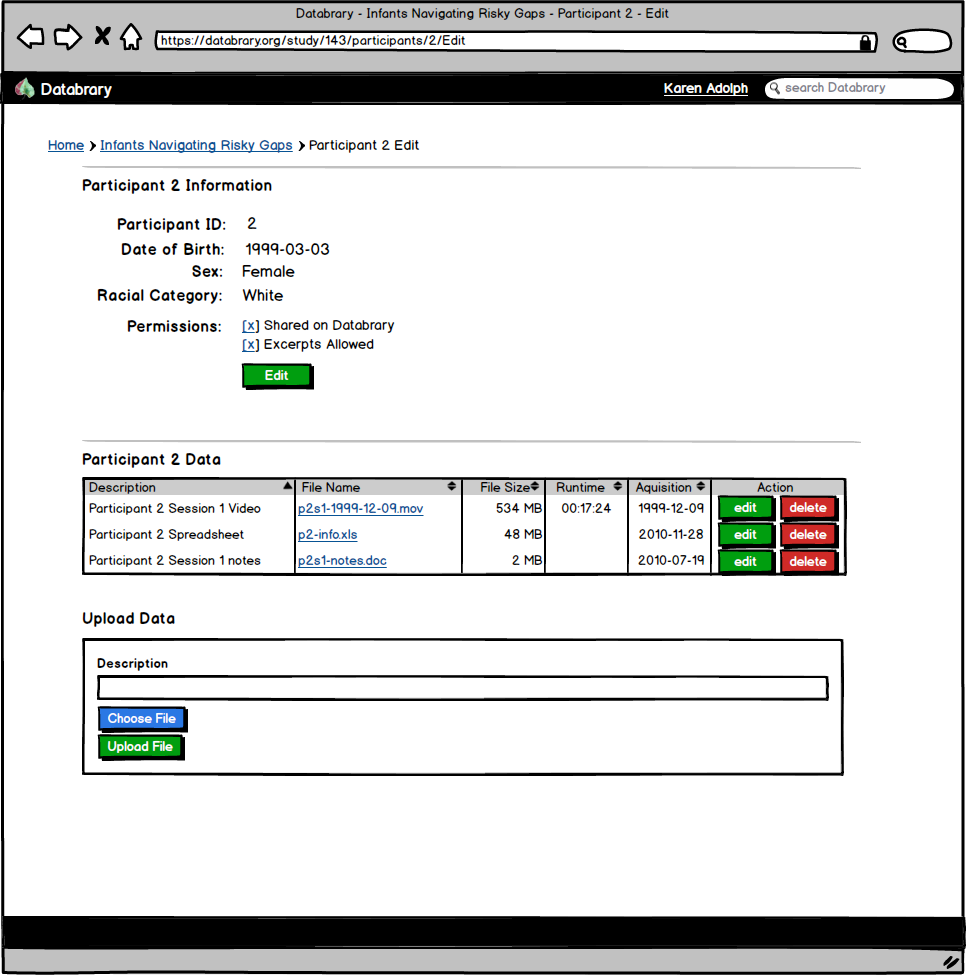 Databrary - Infants Navigating Risky Gaps - Participant 2 - Edit
https://databrary.org/study/143/participants/2/Edit
Databrary Karen Adolph search Databrary
Home > Infants Navigating Risky Gaps > Participant 2 Edit
Participant 2 Information
Participant ID: 2
Date of Birth: 1999-03-03
Sex: Female
Racial Category: White
Permissions: [x] Shared on Databrary
[x] Excerpts Allowed
Edit
Participant 2 Data
Description File Name File Size Runtime Aquisition Action
Participant 2 Session 1 Video p2s1-1999-12-09.mov 534 MB 00:17:24 1999-12-09 edit delete
Participant 2 Spreadsheet p2-info.xls 48 MB 2010-11-28 edit delete
Participant 2 Session 1 notes p2s1-notes.doc 2 MB 2010-07-19 edit delete
Upload Data
Description
Choose File
Upload File